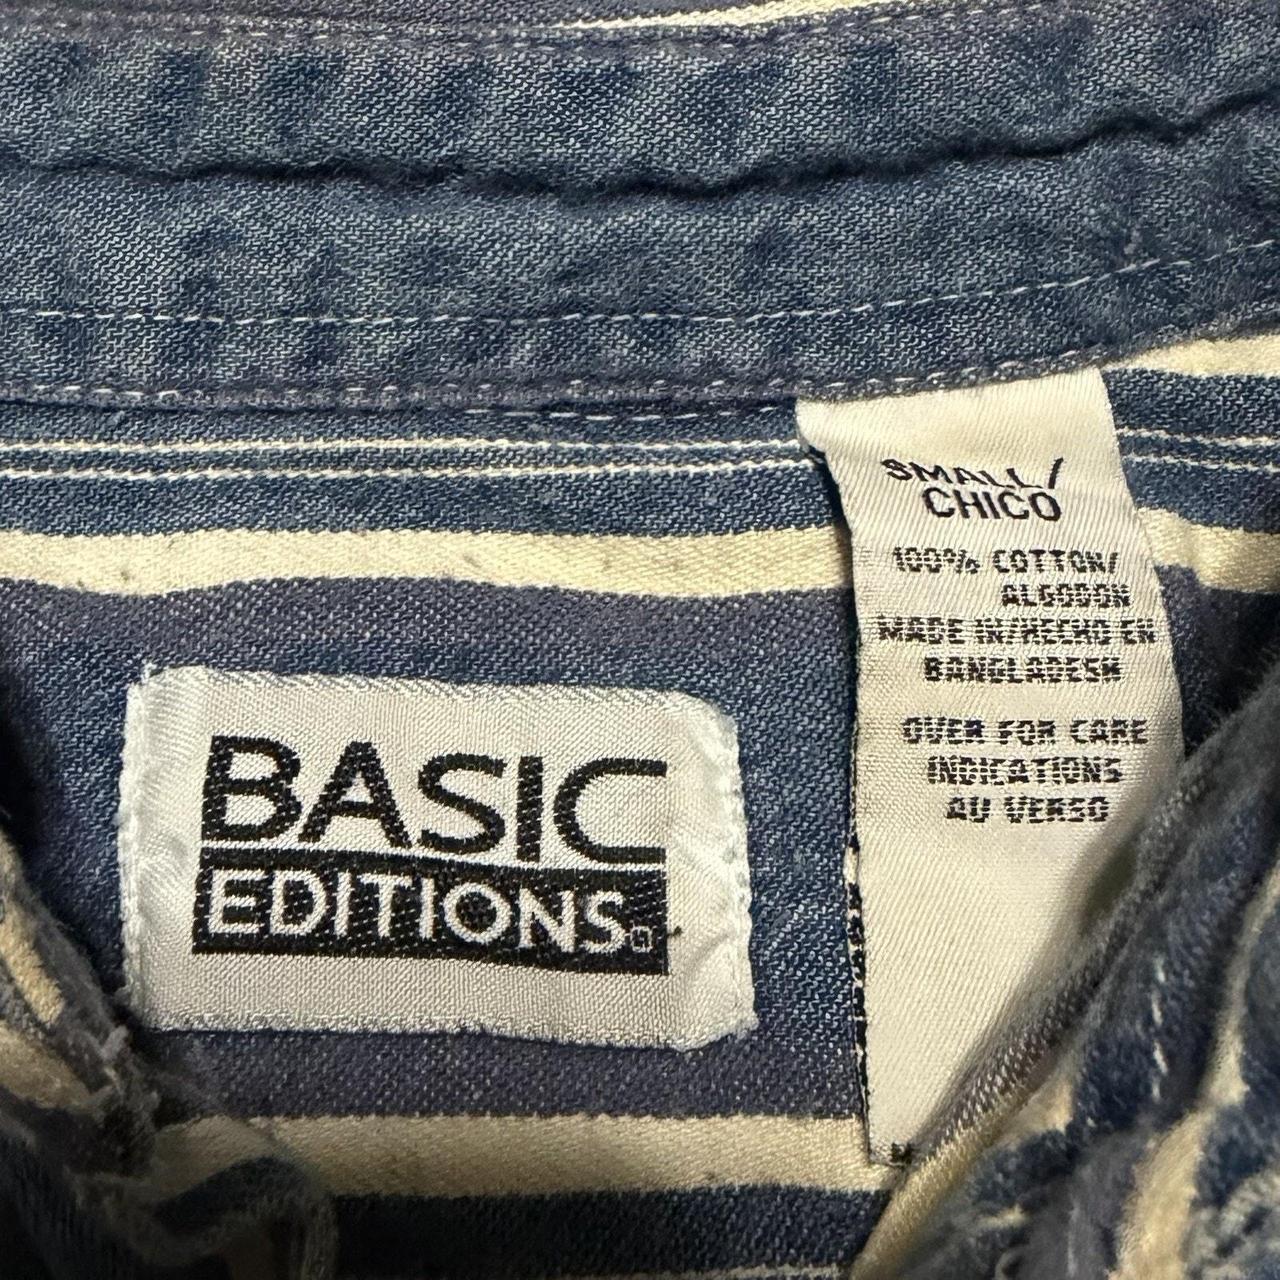 BASIC
EDITIONS
SMALL/
CHICO
100% COTTON/
ALGODON
MADE IN/HECHO EN
BANGLADESH
OVER FOR CARE
INDICATIONS
AU VERSO